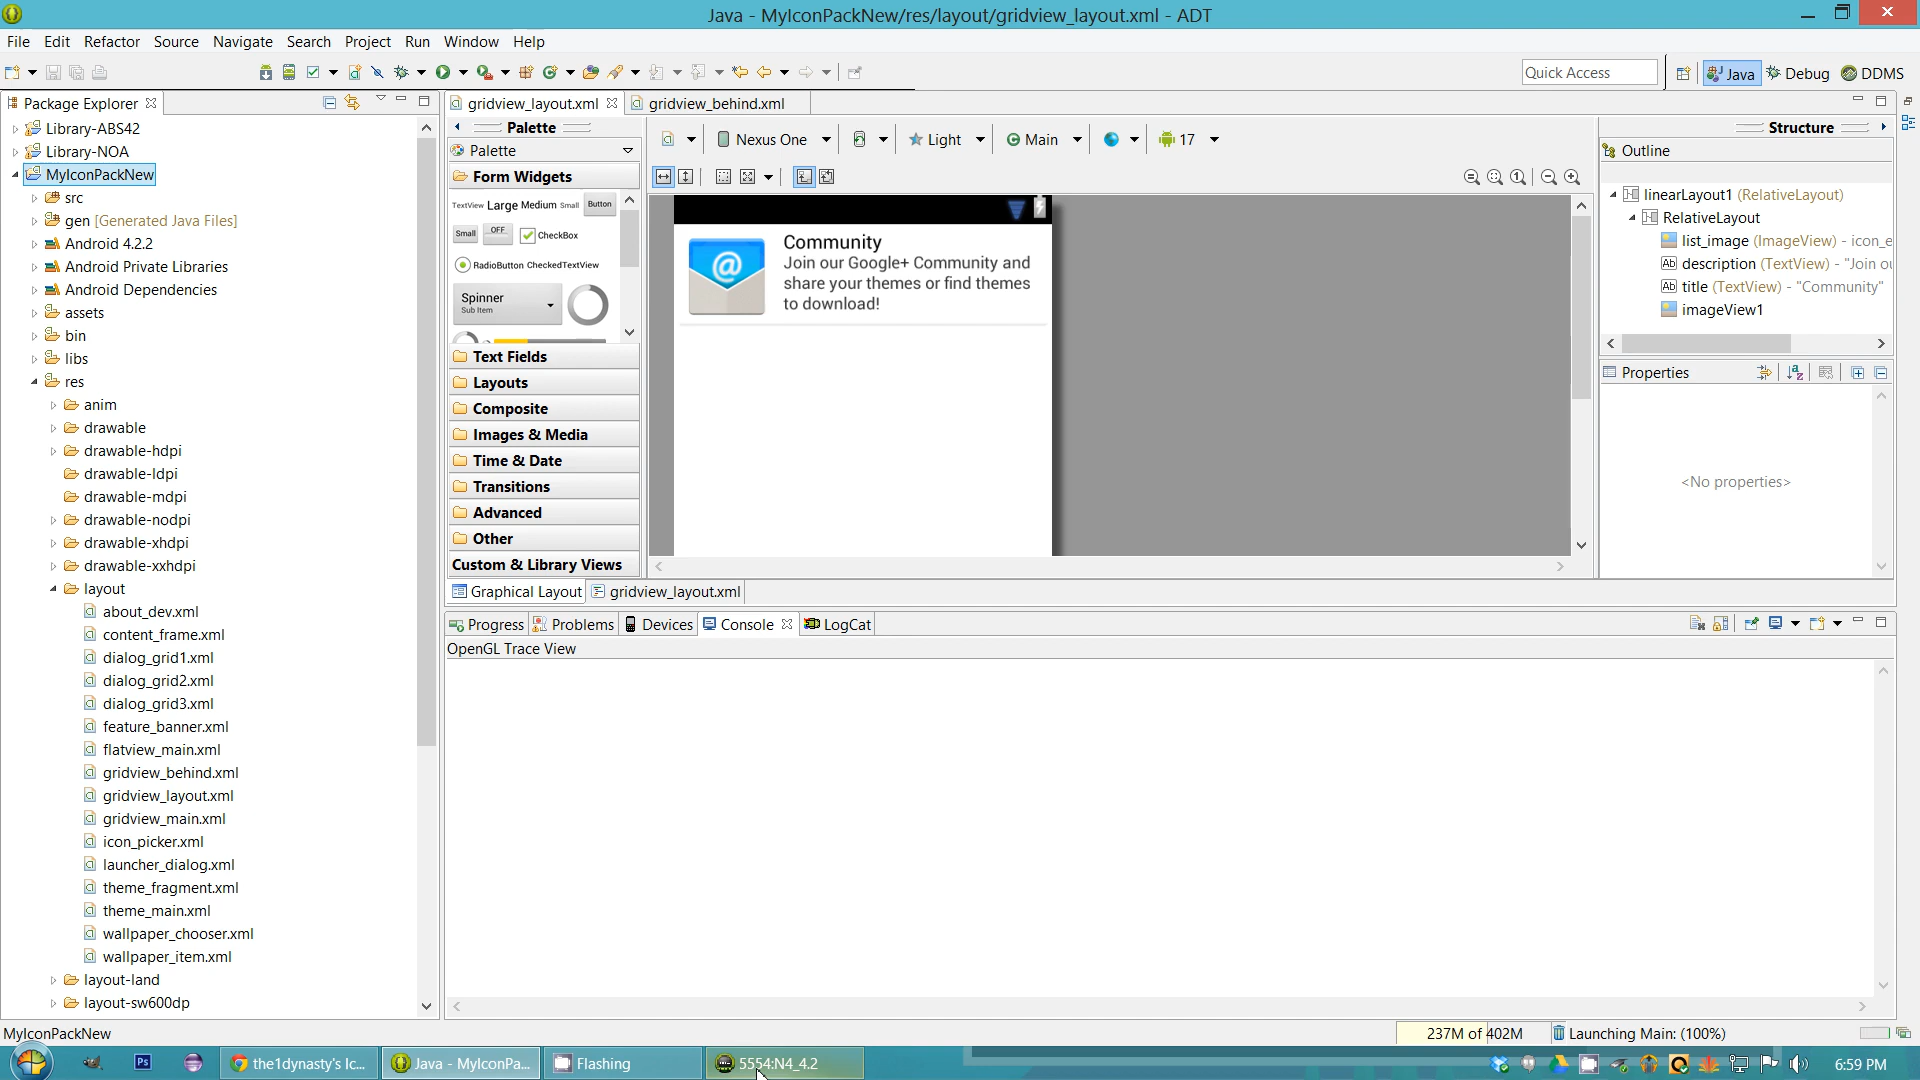 Java - MyIconPackNew/res/layout/gridview_layout.xml - ADT
File Edit Refactor Source Navigate Search Project Run Window Help
Quick Access
Java
Debug
DDMS
Package Explorer
Library-ABS42
Library-NOA
MyIconPackNew
src
gen [Generated Java Files]
Android 4.2.2
Android Private Libraries
Android Dependencies
assets
bin
libs
res
anim
drawable
drawable-hdpi
drawable-ldpi
drawable-mdpi
drawable-nodpi
drawable-xhdpi
drawable-xxhdpi
layout
about_dev.xml
content_frame.xml
dialog_grid1.xml
dialog_grid2.xml
dialog_grid3.xml
feature_banner.xml
flatview_main.xml
gridview_behind.xml
gridview_layout.xml
gridview_main.xml
icon_picker.xml
launcher_dialog.xml
theme_fragment.xml
theme_main.xml
wallpaper_chooser.xml
wallpaper_item.xml
layout-land
layout-sw600dp
gridview_layout.xml
gridview_behind.xml
Palette
Palette
Form Widgets
TextView Large Medium Small Button
Small OFF CheckBox
RadioButton CheckedTextView
Spinner
Sub Item
Text Fields
Layouts
Composite
Images & Media
Time & Date
Transitions
Advanced
Other
Custom & Library Views
Nexus One
Light
Main
17
Community
Join our Google+ Community and
share your themes or find themes
to download!
Graphical Layout
gridview_layout.xml
Structure
Outline
linearLayout1 (RelativeLayout)
RelativeLayout
list_image (ImageView) - icon_e
Ab description (TextView) - "Join ou
Ab title (TextView) - "Community"
imageView1
Properties
<No properties>
Progress
Problems
Devices
Console
LogCat
OpenGL Trace View
MyIconPackNew
237M of 402M
Launching Main: (100%)
Ps
the1dynasty's Ic...
Java - MyIconPa...
Flashing
5554:N4_4.2
6:59 PM